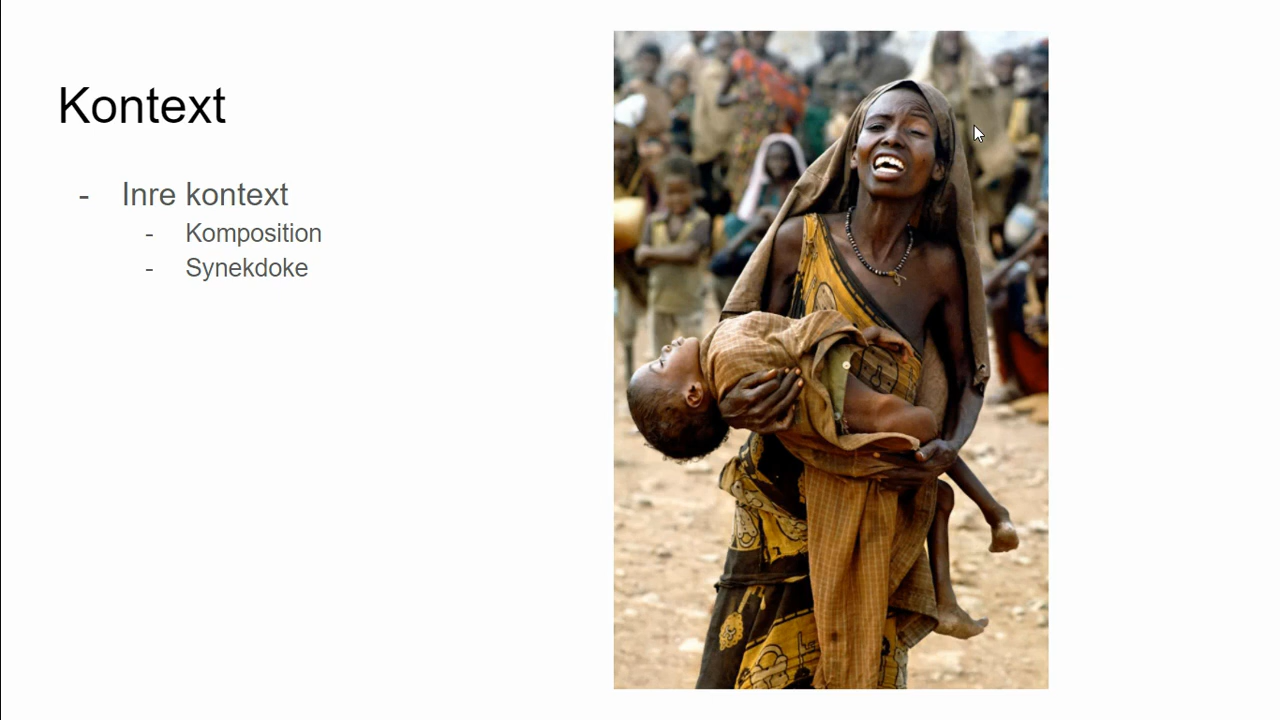 Kontext
- Inre kontext
- Komposition
- Synekdoke